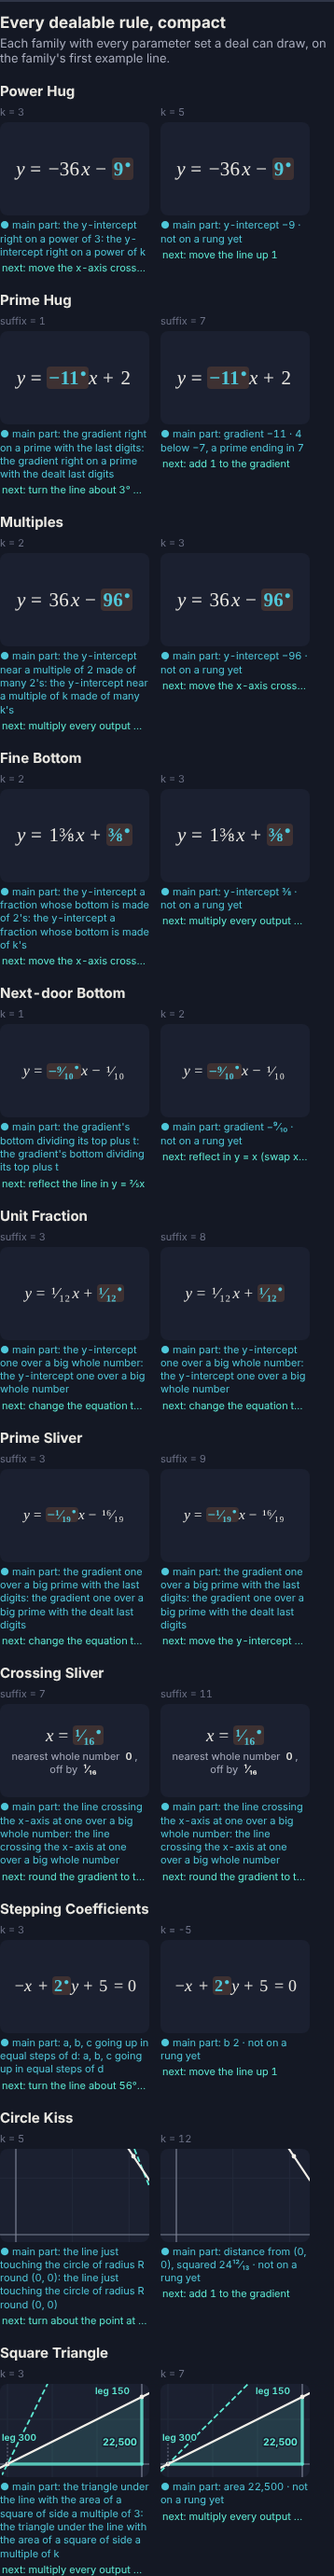 Every dealable rule, compact
Each family with every parameter set a deal can draw, on
the family's first example line.
Power Hug
k = 3
y = −36x − 9
● main part: the y-intercept
right on a power of 3: the y-
intercept right on a power of k
next: move the x-axis cross...
k = 5
y = −36x − 9
● main part: y-intercept −9 ·
not on a rung yet
next: move the line up 1
Prime Hug
suffix = 1
y = −11x + 2
● main part: the gradient right
on a prime with the last digits:
the gradient right on a prime
with the dealt last digits
next: turn the line about 3° ...
suffix = 7
y = −11x + 2
● main part: gradient −11 · 4
below −7, a prime ending in 7
next: add 1 to the gradient
Multiples
k = 2
y = 36x − 96
● main part: the y-intercept
near a multiple of 2 made of
many 2's: the y-intercept near
a multiple of k made of many
k's
next: multiply every output ...
k = 3
y = 36x − 96
● main part: y-intercept −96 ·
not on a rung yet
next: move the x-axis cross...
Fine Bottom
k = 2
y = 1⅜x + ⅜
● main part: the y-intercept a
fraction whose bottom is made
of 2's: the y-intercept a
fraction whose bottom is made
of k's
next: move the x-axis cross...
k = 3
y = 1⅜x + ⅜
● main part: y-intercept ⅜ ·
not on a rung yet
next: multiply every output ...
Next-door Bottom
k = 1
y = −⁹⁄₁₀x − ¹⁄₁₀
● main part: the gradient's
bottom dividing its top plus t:
the gradient's bottom dividing
its top plus t
next: reflect the line in y = ⅗x
k = 2
y = −⁹⁄₁₀x − ¹⁄₁₀
● main part: gradient −⁹⁄₁₀ ·
not on a rung yet
next: reflect in y = x (swap x...
Unit Fraction
suffix = 3
y = ¹⁄₁₂x + ¹⁄₁₂
● main part: the y-intercept
one over a big whole number:
the y-intercept one over a big
whole number
next: change the equation t...
suffix = 8
y = ¹⁄₁₂x + ¹⁄₁₂
● main part: the y-intercept
one over a big whole number:
the y-intercept one over a big
whole number
next: change the equation t...
Prime Sliver
suffix = 3
y = −¹⁄₁₉x − ¹⁶⁄₁₉
● main part: the gradient one
over a big prime with the last
digits: the gradient one over a
big prime with the dealt last
digits
next: change the equation t...
suffix = 9
y = −¹⁄₁₉x − ¹⁶⁄₁₉
● main part: the gradient one
over a big prime with the last
digits: the gradient one over a
big prime with the dealt last
digits
next: move the y-intercept ...
Crossing Sliver
suffix = 7
x = ¹⁄₁₆
nearest whole number 0 ,
off by ¹⁄₁₆
● main part: the line crossing
the x-axis at one over a big
whole number: the line
crossing the x-axis at one
over a big whole number
next: round the gradient to t...
suffix = 11
x = ¹⁄₁₆
nearest whole number 0 ,
off by ¹⁄₁₆
● main part: the line crossing
the x-axis at one over a big
whole number: the line
crossing the x-axis at one
over a big whole number
next: round the gradient to t...
Stepping Coefficients
k = 3
−x + 2y + 5 = 0
● main part: a, b, c going up in
equal steps of d: a, b, c going
up in equal steps of d
next: turn the line about 56°...
k = -5
−x + 2y + 5 = 0
● main part: b 2 · not on a
rung yet
next: move the line up 1
Circle Kiss
k = 5
● main part: the line just
touching the circle of radius R
round (0, 0): the line just
touching the circle of radius R
round (0, 0)
next: turn about the point at ...
k = 12
● main part: distance from (0,
0), squared 24¹²⁄₁₃ · not on a
rung yet
next: add 1 to the gradient
Square Triangle
k = 3
leg 150
leg 300
22,500
● main part: the triangle under
the line with the area of a
square of side a multiple of 3:
the triangle under the line with
the area of a square of side a
multiple of k
next: multiply every output ...
k = 7
leg 150
leg 300
22,500
● main part: area 22,500 · not
on a rung yet
next: multiply every output ...